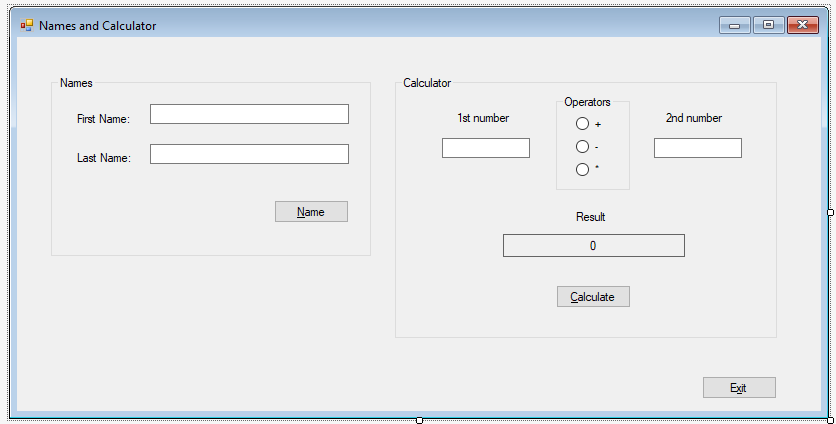 Names and Calculator
Names
First Name:
Last Name:
Name
Calculator
1st number
Operators
+
-
*
2nd number
Result
0
Calculate
Exit